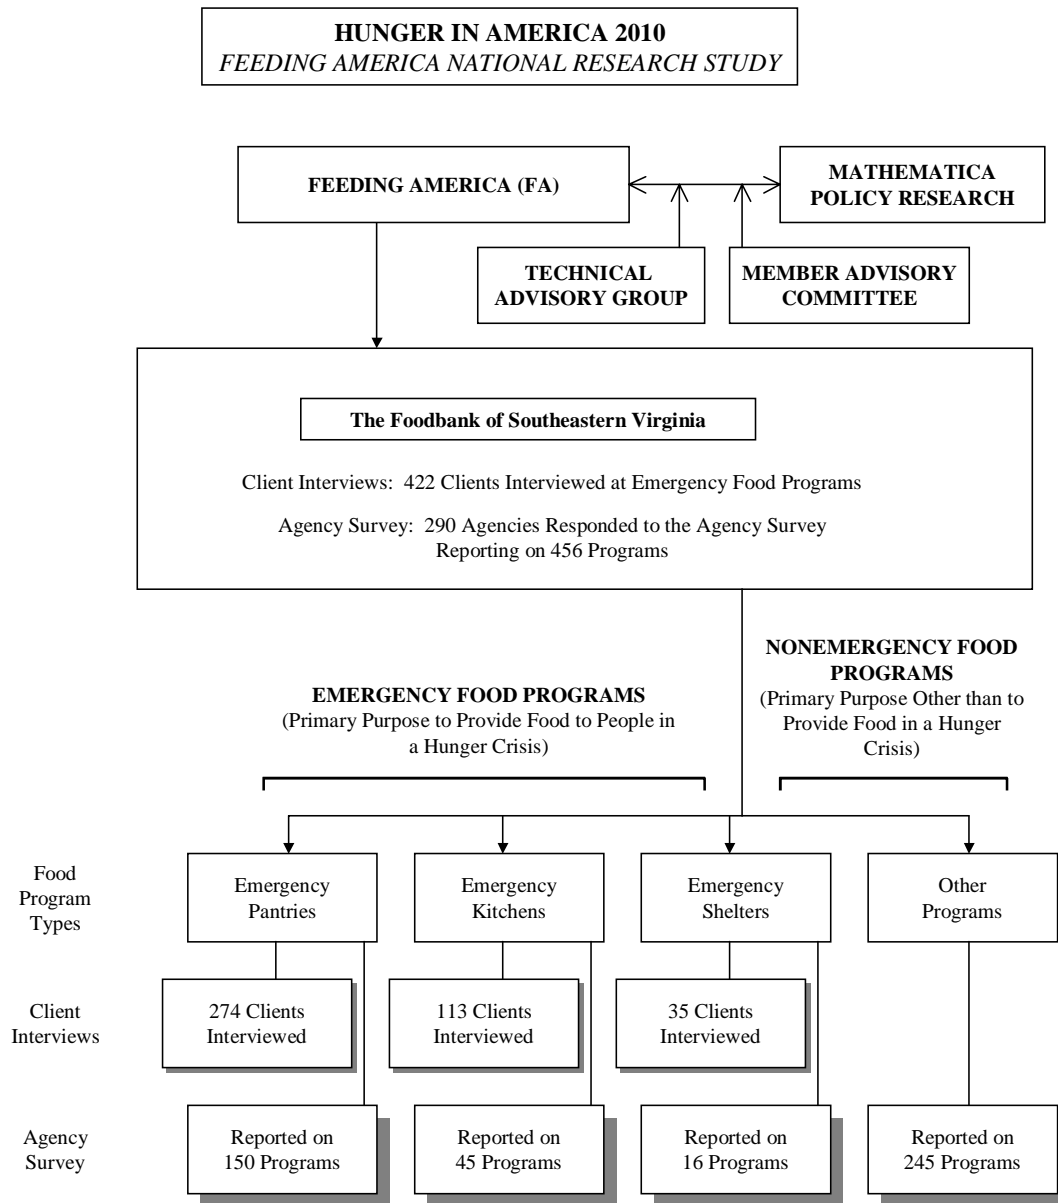 HUNGER IN AMERICA 2010
FEEDING AMERICA NATIONAL RESEARCH STUDY
FEEDING AMERICA (FA)
MATHEMATICA
POLICY RESEARCH
TECHNICAL
ADVISORY GROUP
MEMBER ADVISORY
COMMITTEE
The Foodbank of Southeastern Virginia
Client Interviews: 422 Clients Interviewed at Emergency Food Programs
Agency Survey: 290 Agencies Responded to the Agency Survey
Reporting on 456 Programs
EMERGENCY FOOD PROGRAMS
(Primary Purpose to Provide Food to People in
a Hunger Crisis)
NONEMERGENCY FOOD
PROGRAMS
(Primary Purpose Other than to
Provide Food in a Hunger
Crisis)
Food
Program
Types
Emergency
Pantries
Emergency
Kitchens
Emergency
Shelters
Other
Programs
Client
Interviews
274 Clients
Interviewed
113 Clients
Interviewed
35 Clients
Interviewed
Agency
Survey
Reported on
150 Programs
Reported on
45 Programs
Reported on
16 Programs
Reported on
245 Programs